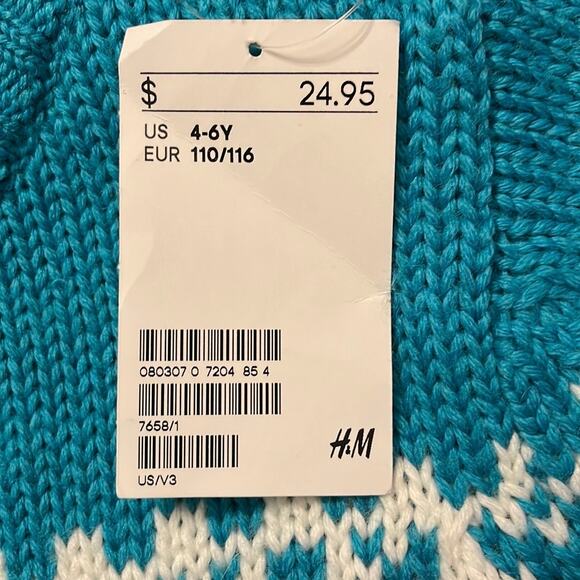 $ 24.95
US 4-6Y
EUR 110/116
080307 0 7204 85 4
7658/1
H&M
US/V3